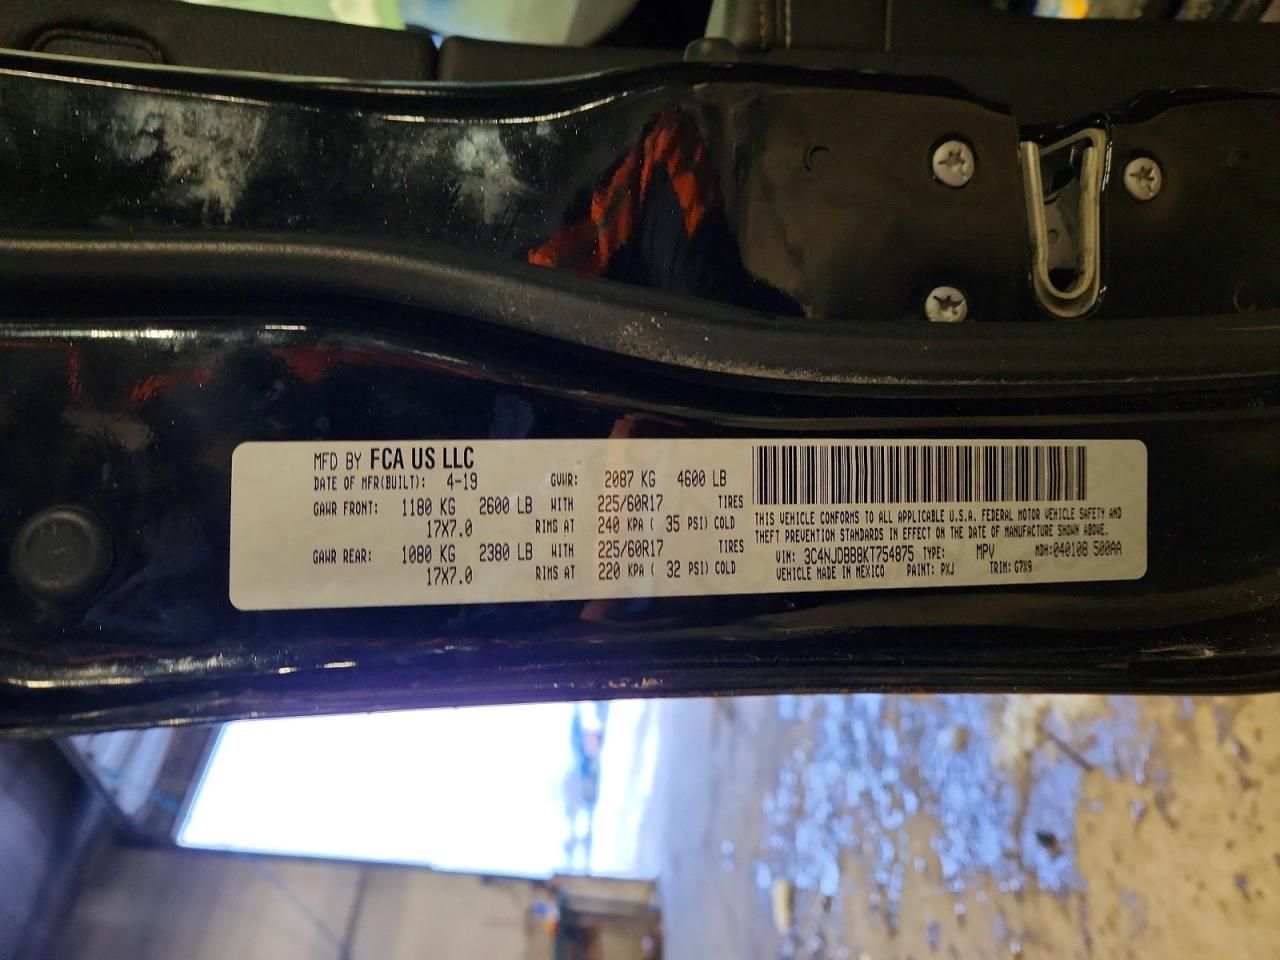 MFD BY FCA US LLC
DATE OF MFR(BUILT): 4-19 GVWR: 2087 KG 4600 LB
GAWR FRONT: 1180 KG 2600 LB WITH 225/60R17 TIRES
17X7.0 RIMS AT 240 KPA ( 35 PSI) COLD
GAWR REAR: 1080 KG 2380 LB WITH 225/60R17 TIRES
17X7.0 RIMS AT 220 KPA ( 32 PSI) COLD
THIS VEHICLE CONFORMS TO ALL APPLICABLE U.S.A. FEDERAL MOTOR VEHICLE SAFETY AND
THEFT PREVENTION STANDARDS IN EFFECT ON THE DATE OF MANUFACTURE SHOWN ABOVE.
VIN: 3C4NJDBB8KT754875 TYPE: MPV MDH:040108 500AA
VEHICLE MADE IN MEXICO PAINT: PXJ TRIM: G7X9